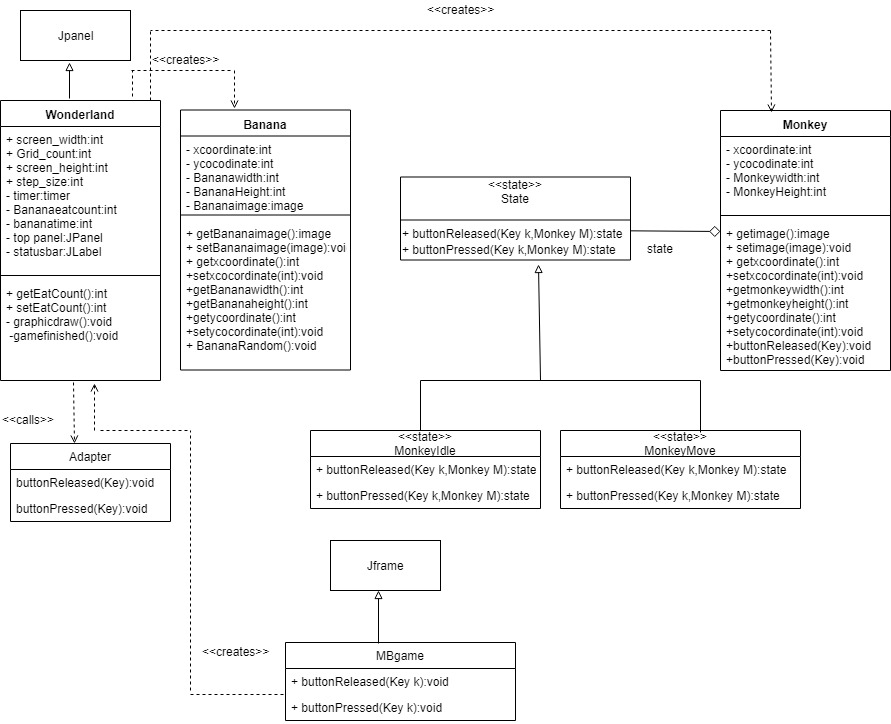 <<creates>>
Jpanel
<<creates>>
Wonderland
+ screen_width:int
+ Grid_count:int
+ screen_height:int
+ step_size:int
- timer:timer
- Bananaeatcount:int
- bananatime:int
- top panel:JPanel
- statusbar:JLabel
+ getEatCount():int
+ setEatCount():int
- graphicdraw():void
-gamefinished():void
Banana
- xcoordinate:int
- ycocodinate:int
- Bananawidth:int
- BananaHeight:int
- Bananaimage:image
+ getBananaimage():image
+ setBananaimage(image):voi
+ getxcoordinate():int
+setxcocordinate(int):void
+getBananawidth():int
+getBananaheight():int
+getycoordinate():int
+setycocordinate(int):void
+ BananaRandom():void
<<state>>
State
+ buttonReleased(Key k,Monkey M):state
+ buttonPressed(Key k,Monkey M):state
state
Monkey
- xcoordinate:int
- ycocodinate:int
- Monkeywidth:int
- MonkeyHeight:int
+ getimage():image
+ setimage(image):void
+ getxcoordinate():int
+setxcocordinate(int):void
+getmonkeywidth():int
+getmonkeyheight():int
+getycoordinate():int
+setycocordinate(int):void
+buttonReleased(Key):void
+buttonPressed(Key):void
<<calls>>
Adapter
buttonReleased(Key):void
buttonPressed(Key):void
<<state>>
MonkeyIdle
+ buttonReleased(Key k,Monkey M):state
+ buttonPressed(Key k,Monkey M):state
<<state>>
MonkeyMove
+ buttonReleased(Key k,Monkey M):state
+ buttonPressed(Key k,Monkey M):state
Jframe
<<creates>>
MBgame
+ buttonReleased(Key k):void
+ buttonPressed(Key k):void